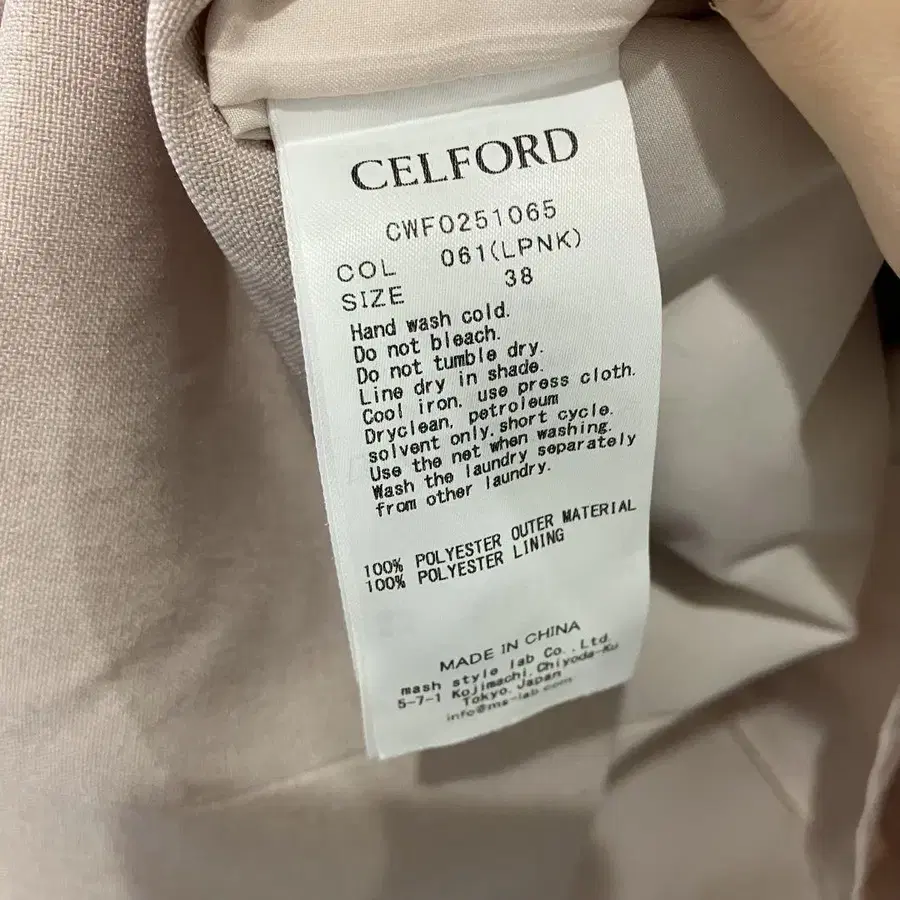 CELFORD
CWF0251065
COL 061(LPNK)
SIZE 38
Hand wash cold.
Do not bleach.
Do not tumble dry.
Line dry in shade.
Cool iron, use press cloth.
Dryclean, petroleum
solvent only,short cycle.
Use the net when washing.
Wash the laundry separately
from other laundry.
100% POLYESTER OUTER MATERIAL
100% POLYESTER LINING
MADE IN CHINA
mash style lab Co.,Ltd.
5-7-1 Kojimachi,Chiyoda-Ku
Tokyo,Japan
info@ms-lab.com